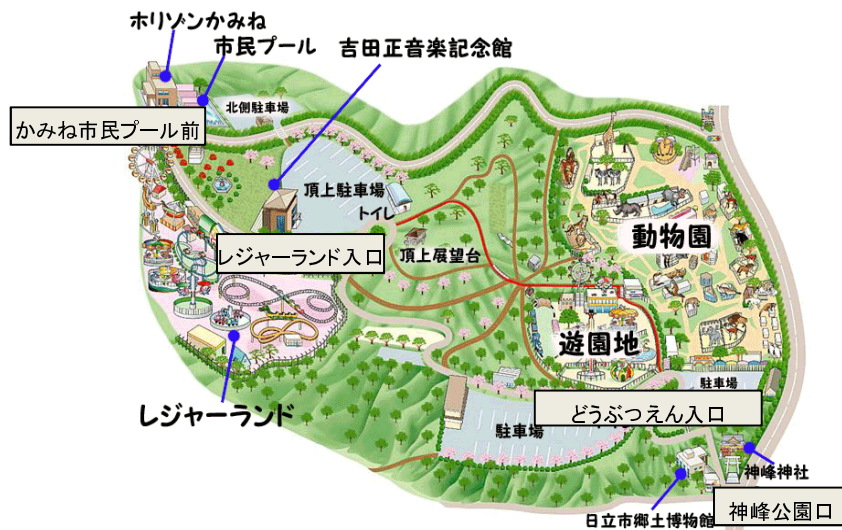 ホリゾンかみね
市民プール
吉田正音楽記念館
北側駐車場
かみね市民プール前
頂上駐車場
トイレ
動物園
レジャーランド入口
頂上展望台
遊園地
駐車場
レジャーランド
どうぶつえん入口
駐車場
神峰神社
神峰公園口
日立市郷土博物館